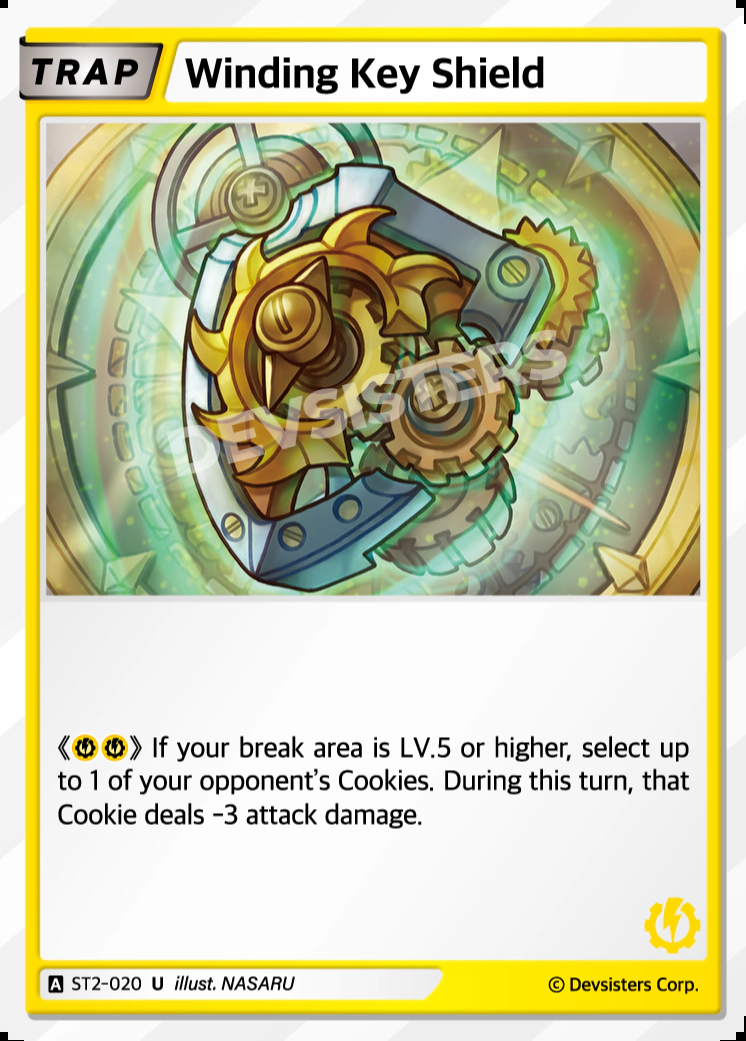 TRAP Winding Key Shield
DEVSISTERS
《 》 If your break area is LV.5 or higher, select up
to 1 of your opponent's Cookies. During this turn, that
Cookie deals -3 attack damage.
A ST2-020 U illust. NASARU © Devsisters Corp.